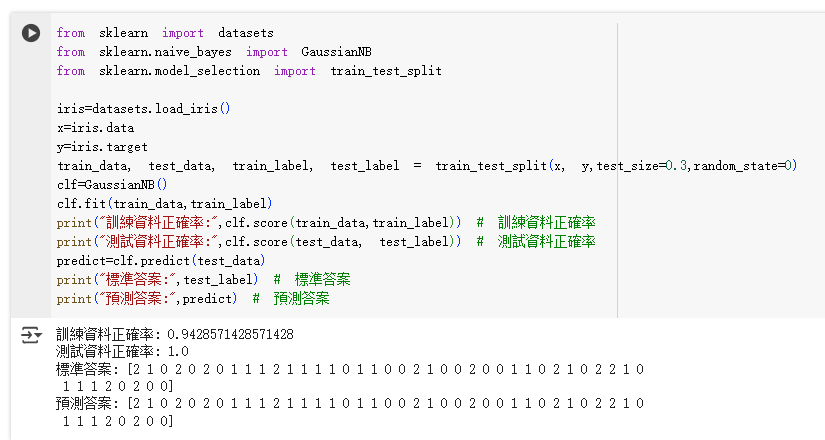 from sklearn import datasets
from sklearn.naive_bayes import GaussianNB
from sklearn.model_selection import train_test_split
iris=datasets.load_iris()
x=iris.data
y=iris.target
train_data, test_data, train_label, test_label = train_test_split(x, y,test_size=0.3,random_state=0)
clf=GaussianNB()
clf.fit(train_data,train_label)
print("訓練資料正確率:",clf.score(train_data,train_label)) # 訓練資料正確率
print("測試資料正確率:",clf.score(test_data, test_label)) # 測試資料正確率
predict=clf.predict(test_data)
print("標準答案:",test_label) # 標準答案
print("預測答案:",predict) # 預測答案
訓練資料正確率: 0.9428571428571428
測試資料正確率: 1.0
標準答案: [2 1 0 2 0 2 0 1 1 1 2 1 1 1 1 0 1 1 0 0 2 1 0 0 2 0 0 1 1 0 2 1 0 2 2 1 0
1 1 1 2 0 2 0 0]
預測答案: [2 1 0 2 0 2 0 1 1 1 2 1 1 1 1 0 1 1 0 0 2 1 0 0 2 0 0 1 1 0 2 1 0 2 2 1 0
1 1 1 2 0 2 0 0]